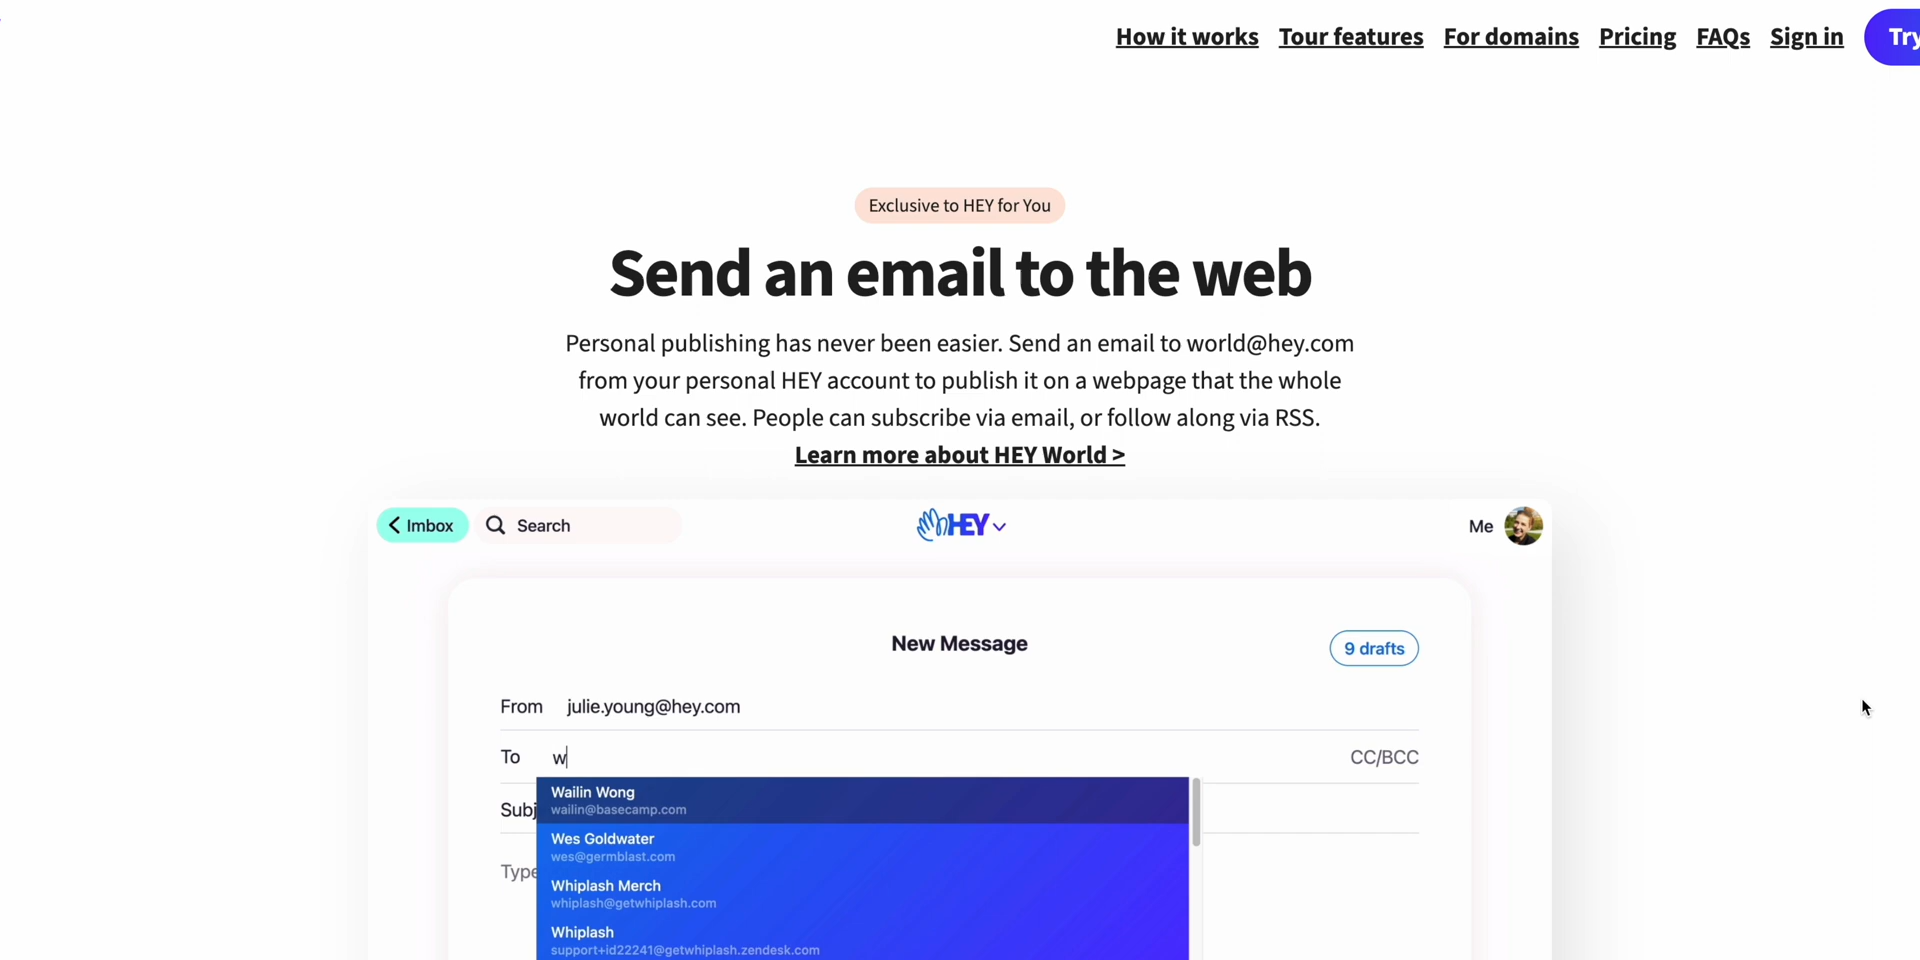 How it works Tour features For domains Pricing FAQs Sign in Try
Exclusive to HEY for You
Send an email to the web
Personal publishing has never been easier. Send an email to world@hey.com
from your personal HEY account to publish it on a webpage that the whole
world can see. People can subscribe via email, or follow along via RSS.
Learn more about HEY World >
Imbox Search HEY Me
New Message 9 drafts
From julie.young@hey.com
To w CC/BCC
Wailin Wong
wailin@basecamp.com
Subj
Wes Goldwater
wes@germblast.com
Type
Whiplash Merch
whiplash@getwhiplash.com
Whiplash
support+id22241@getwhiplash.zendesk.com